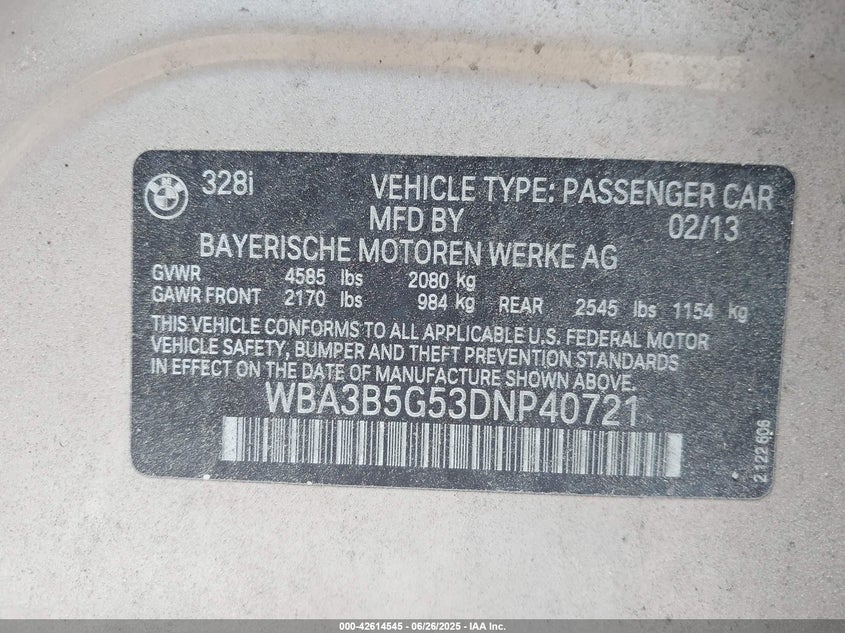 328i VEHICLE TYPE: PASSENGER CAR
MFD BY 02/13
BAYERISCHE MOTOREN WERKE AG
GVWR 4585 lbs 2080 kg
GAWR FRONT 2170 lbs 984 kg REAR 2545 lbs 1154 kg
THIS VEHICLE CONFORMS TO ALL APPLICABLE U.S. FEDERAL MOTOR
VEHICLE SAFETY, BUMPER AND THEFT PREVENTION STANDARDS
IN EFFECT ON THE DATE OF MANUFACTURE SHOWN ABOVE.
WBA3B5G53DNP40721
2 122 606
000-42614545 | 06/26/2025 - IAA Inc.